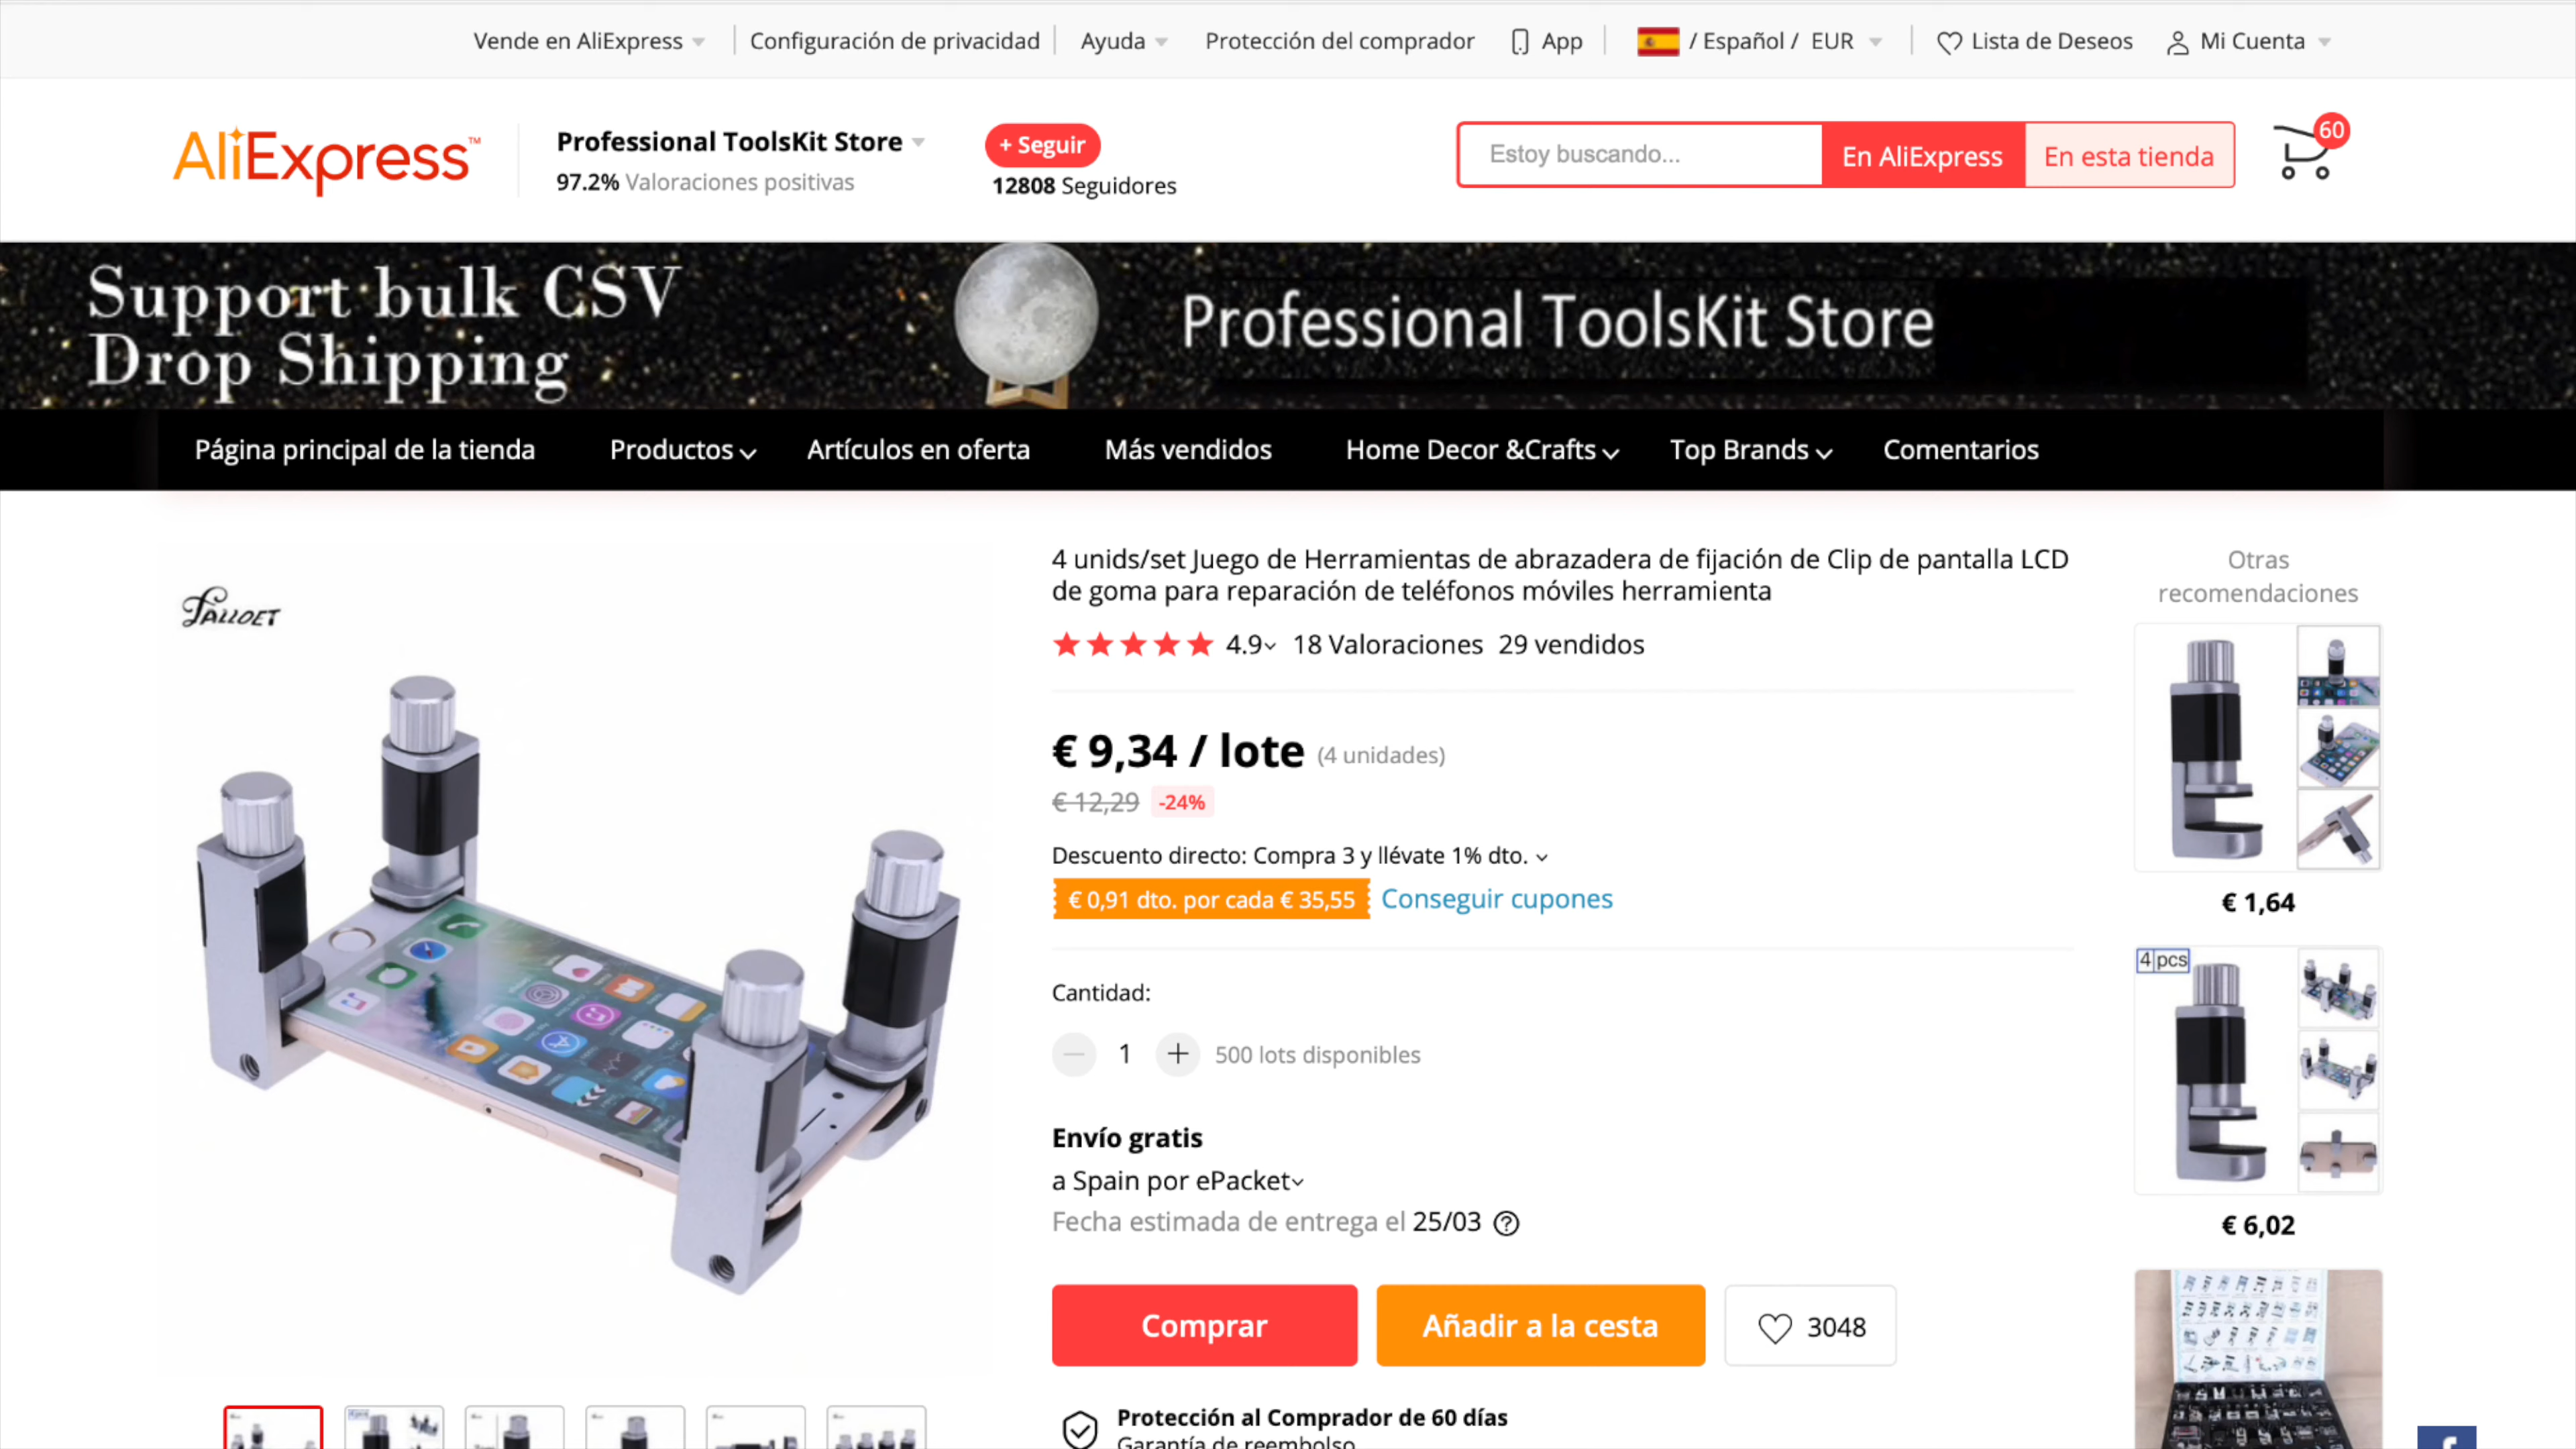 Vende en AliExpress
Configuración de privacidad
Ayuda
Protección del comprador
App
/ Español / EUR
Lista de Deseos
Mi Cuenta
AliExpress™
Professional ToolsKit Store
97.2% Valoraciones positivas
+ Seguir
12808 Seguidores
Estoy buscando...
En AliExpress
En esta tienda
60
Support bulk CSV
Drop Shipping
Professional ToolsKit Store
Página principal de la tienda
Productos
Artículos en oferta
Más vendidos
Home Decor &Crafts
Top Brands
Comentarios
FALLOET
4 unids/set Juego de Herramientas de abrazadera de fijación de Clip de pantalla LCD
de goma para reparación de teléfonos móviles herramienta
4.9
18 Valoraciones
29 vendidos
€ 9,34 / lote (4 unidades)
€ 12,29 -24%
Descuento directo: Compra 3 y llévate 1% dto.
€ 0,91 dto. por cada € 35,55
Conseguir cupones
Cantidad:
1
500 lots disponibles
Envío gratis
a Spain por ePacket
Fecha estimada de entrega el 25/03
Comprar
Añadir a la cesta
3048
Protección al Comprador de 60 días
Garantía de reembolso
Otras
recomendaciones
€ 1,64
4 pcs
€ 6,02